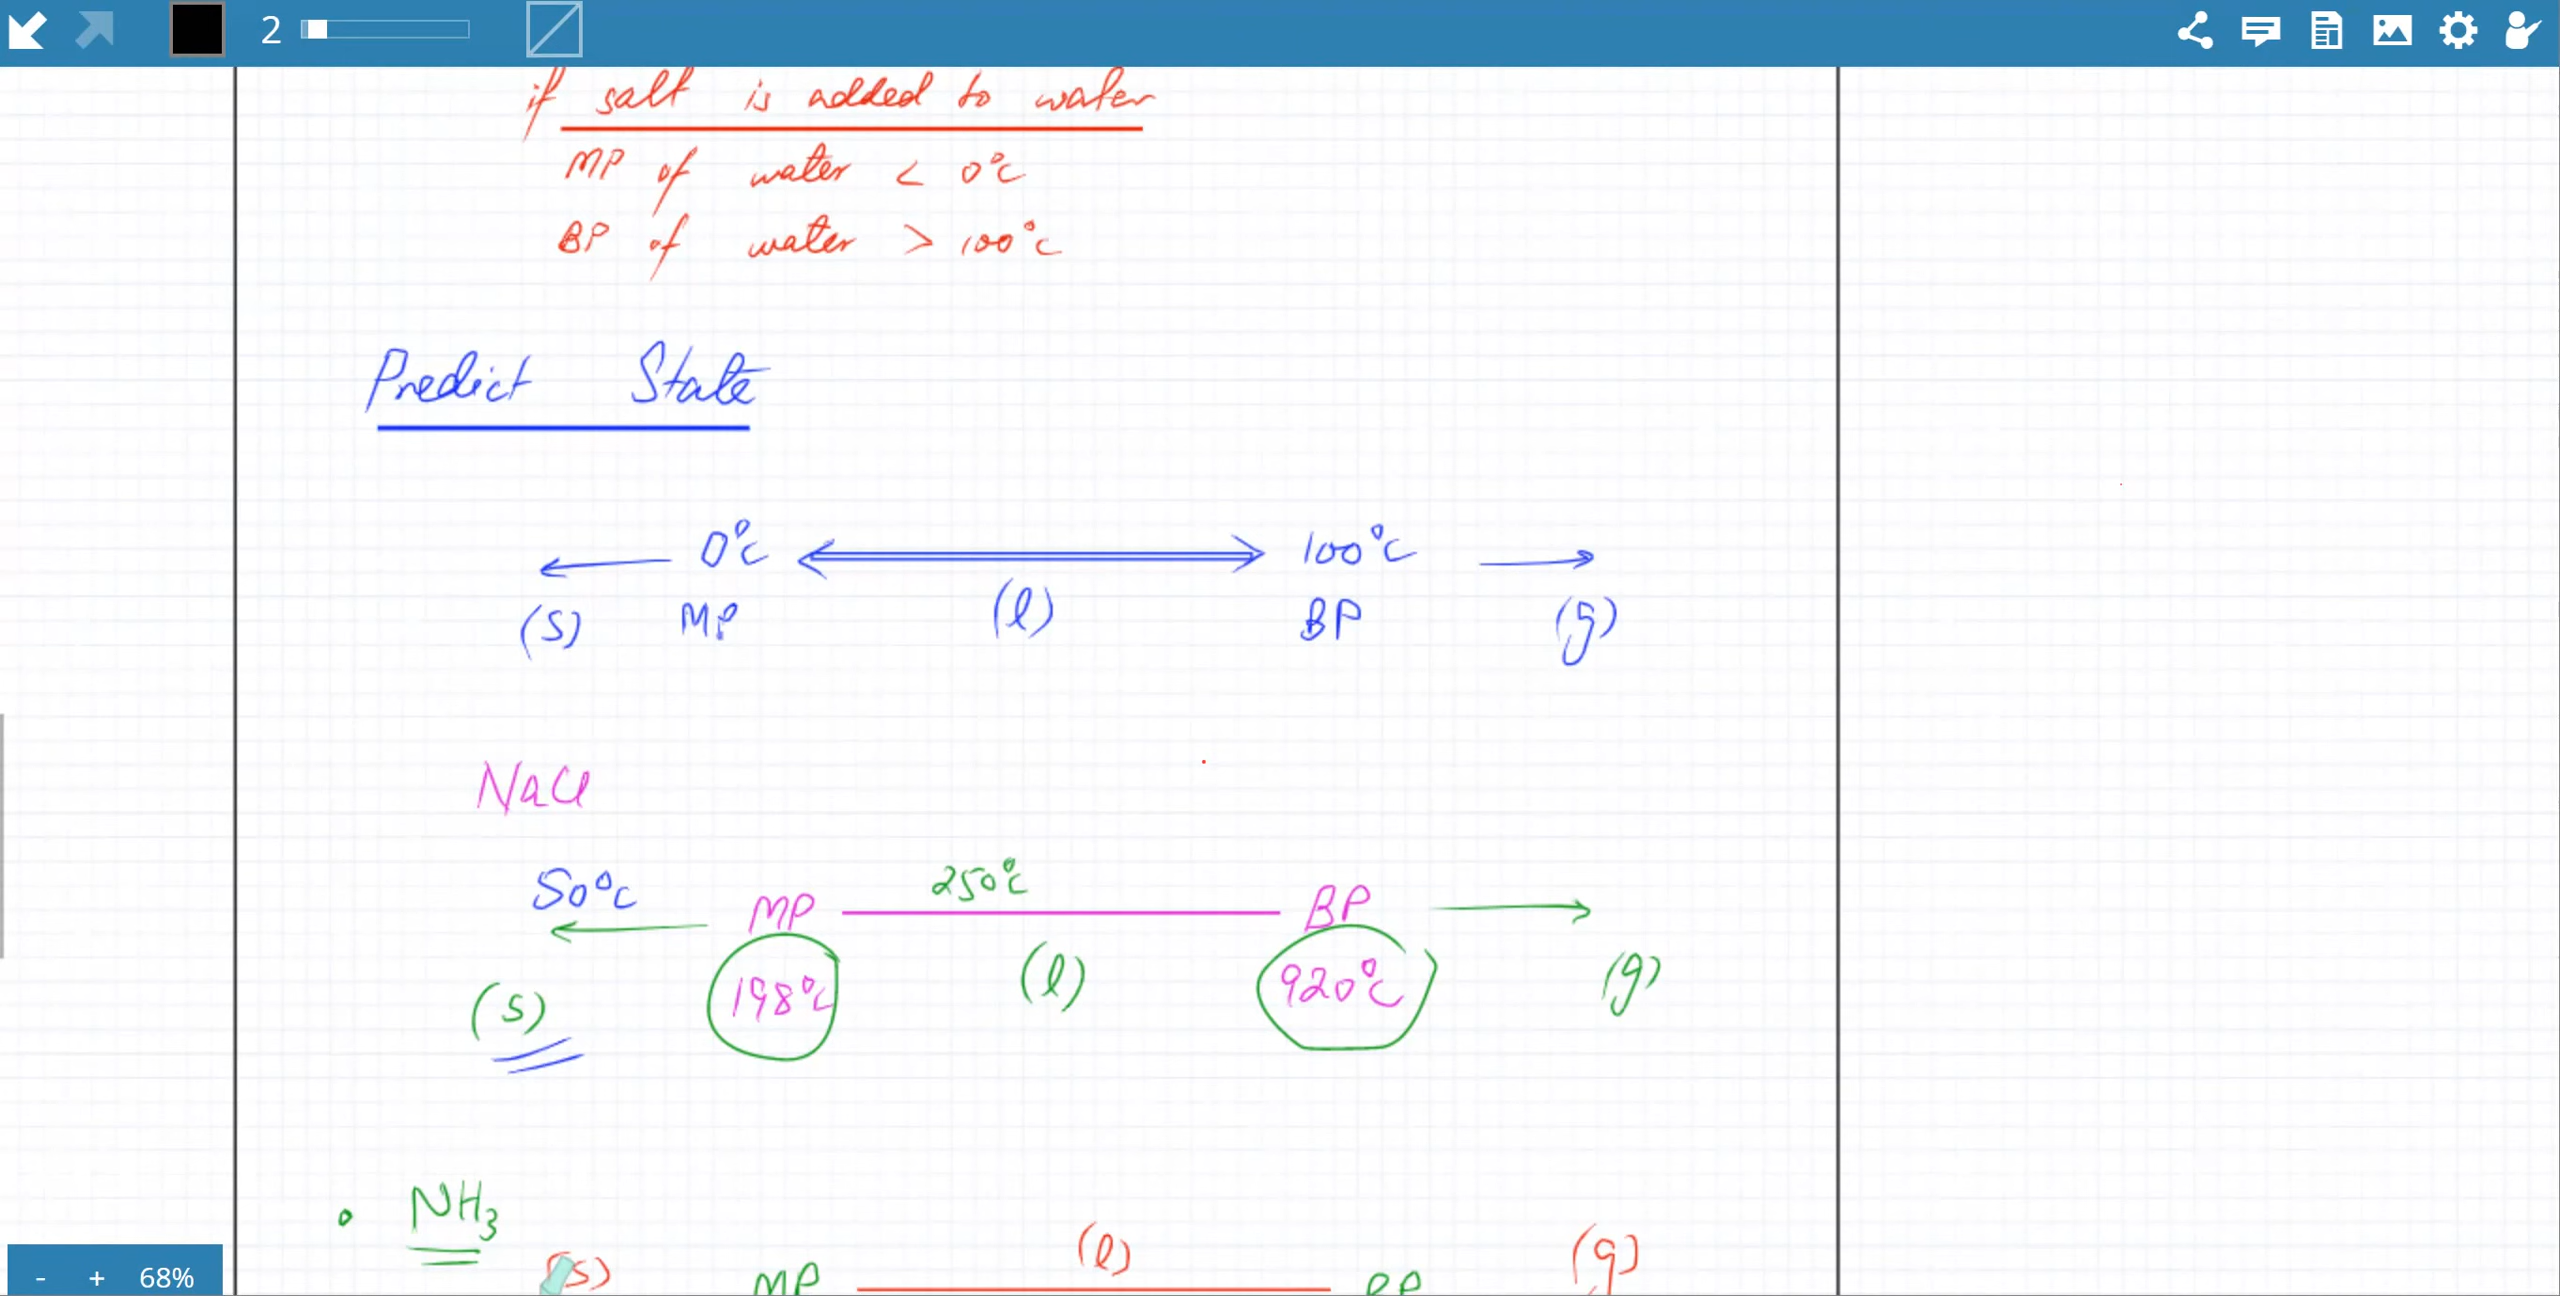 2
if salt is added to water
MP of water < 0°C
BP of water > 100°C
Predict State
0°C 100°C
(s) MP (l) BP (g)
NaCl
50°C MP 250°C BP
(s) 198°C (l) 920°C (g)
NH3
(s) MP (l) BP (g)
- + 68%